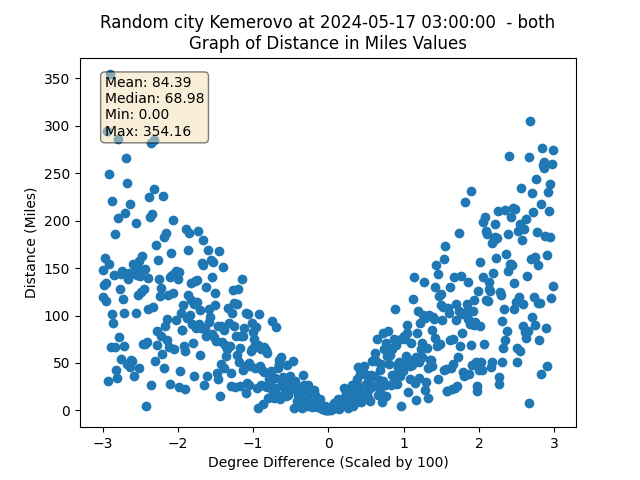 Random city Kemerovo at 2024-05-17 03:00:00  - both
Graph of Distance in Miles Values
Mean: 84.39
Median: 68.98
Min: 0.00
Max: 354.16
Distance (Miles)
350
300
250
200
150
100
50
0
−3
−2
−1
0
1
2
3
Degree Difference (Scaled by 100)